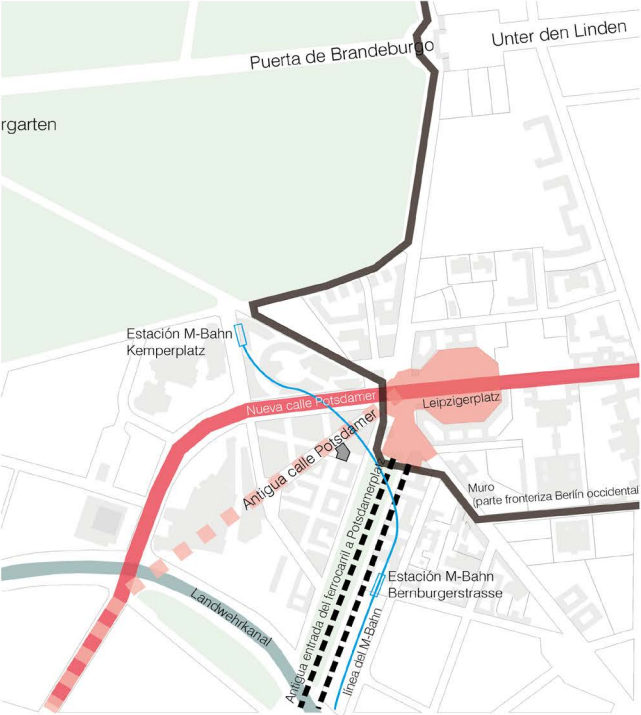 Puerta de Brandeburgo
Unter den Linden
rgarten
Estación M-Bahn
Kemperplatz
Nueva calle Potsdamer
Leipzigerplatz
Antigua calle Potsdamer
Muro
(parte fronteriza Berlín occidental
Antigua entrada del ferrocarril a Potsdamerplatz
Estación M-Bahn
Bernburgerstrasse
Landwehrkanal
línea del M-Bahn